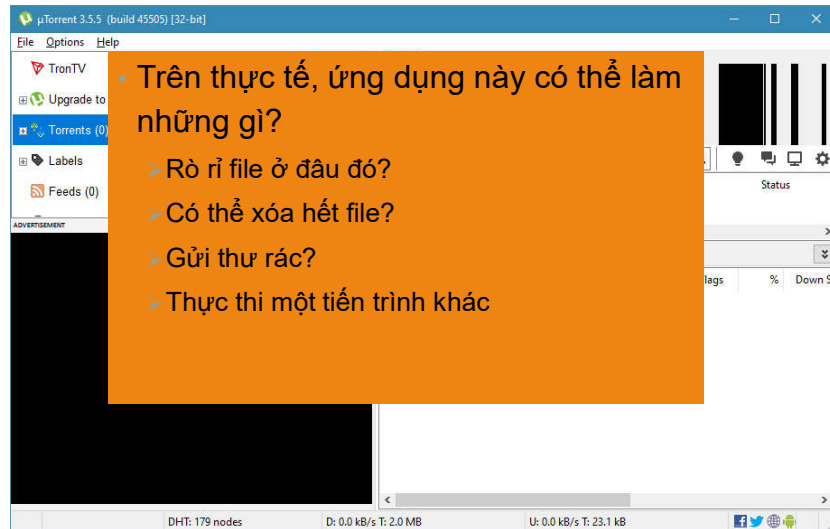 µTorrent 3.5.5 (build 45505) [32-bit]
File Options Help
TronTV
Upgrade to
Torrents (0)
Labels
Feeds (0)
ADVERTISEMENT
Trên thực tế, ứng dụng này có thể làm
những gì?
Rò rỉ file ở đâu đó?
Có thể xóa hết file?
Gửi thư rác?
Thực thi một tiến trình khác
Status
lags % Down S
DHT: 179 nodes D: 0.0 kB/s T: 2.0 MB U: 0.0 kB/s T: 23.1 kB